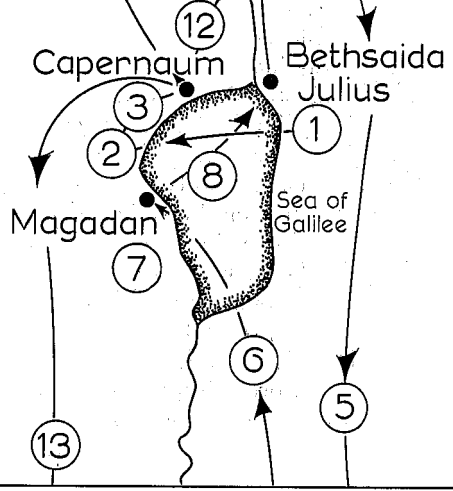 12
Capernaum
Bethsaida
Julius
3
1
2
8
Sea of
Galilee
Magadan
7
6
5
13